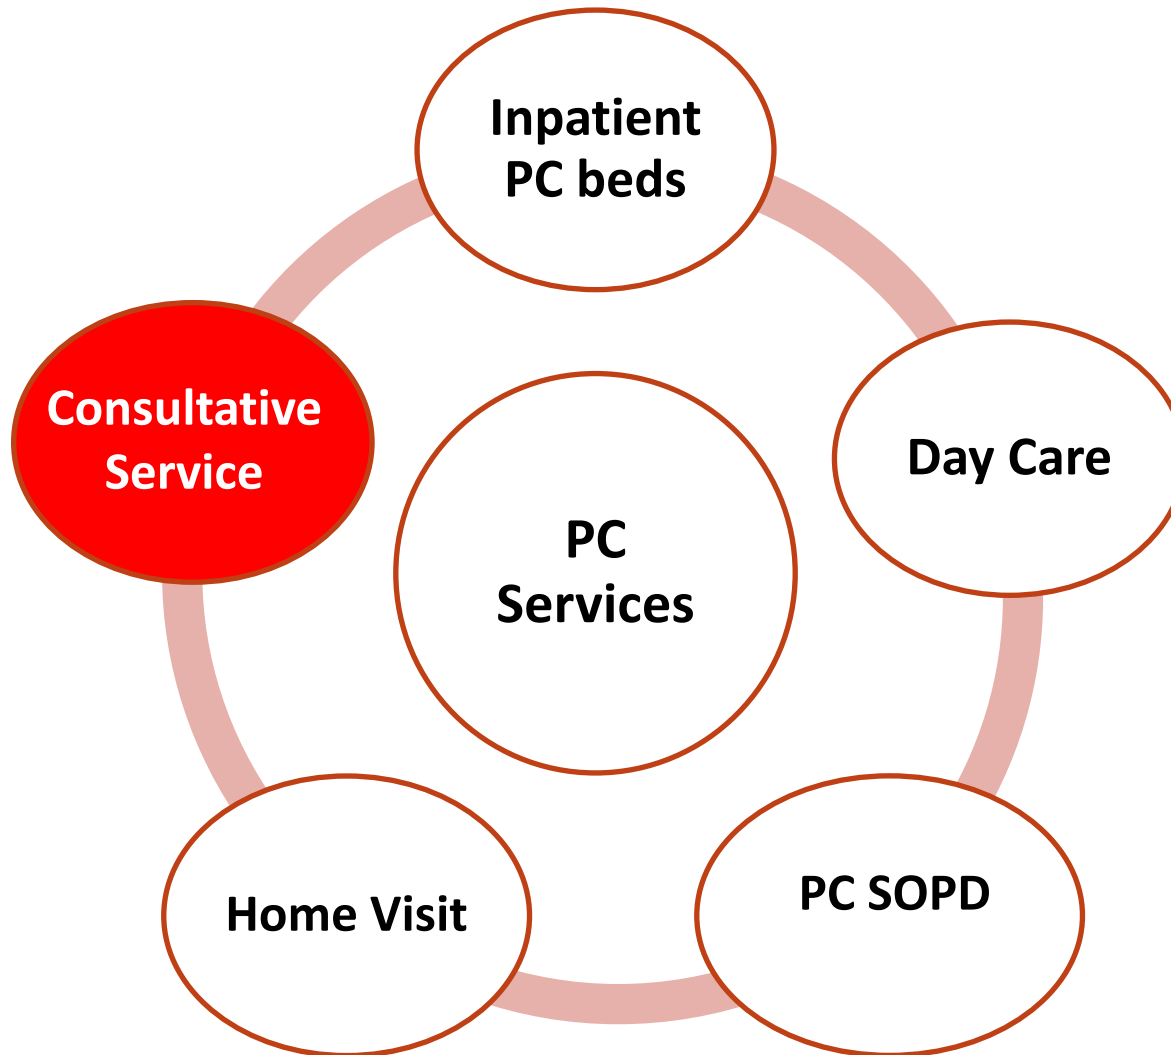 Inpatient
PC beds
Consultative
Service
Day Care
PC
Services
Home Visit
PC SOPD